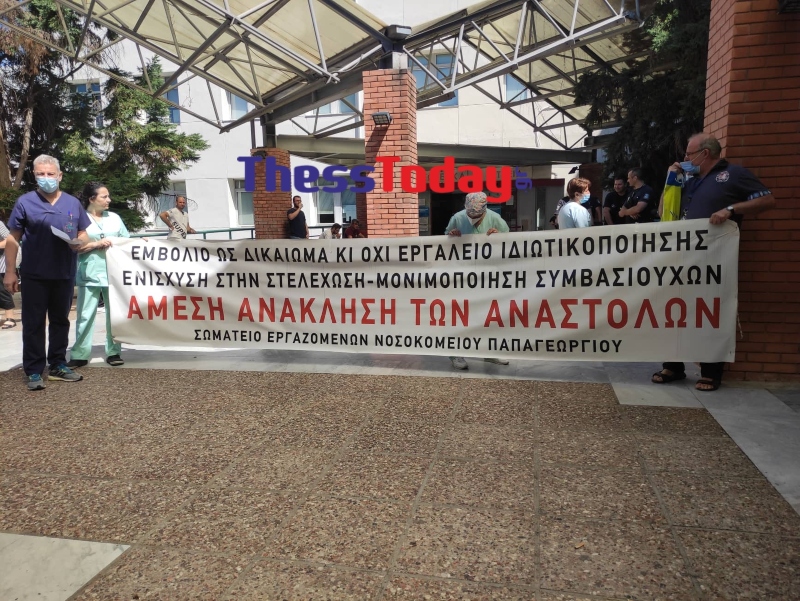 ThessToday.gr
ΕΜΒΟΛΙΟ ΩΣ ΔΙΚΑΙΩΜΑ ΚΙ ΟΧΙ ΕΡΓΑΛΕΙΟ ΙΔΙΩΤΙΚΟΠΟΙΗΣΗΣ
ΕΝΙΣΧΥΣΗ ΣΤΗΝ ΣΤΕΛΕΧΩΣΗ-ΜΟΝΙΜΟΠΟΙΗΣΗ ΣΥΜΒΑΣΙΟΥΧΩΝ
ΑΜΕΣΗ ΑΝΑΚΛΗΣΗ ΤΩΝ ΑΝΑΣΤΟΛΩΝ
ΣΩΜΑΤΕΙΟ ΕΡΓΑΖΟΜΕΝΩΝ ΝΟΣΟΚΟΜΕΙΟΥ ΠΑΠΑΓΕΩΡΓΙΟΥ